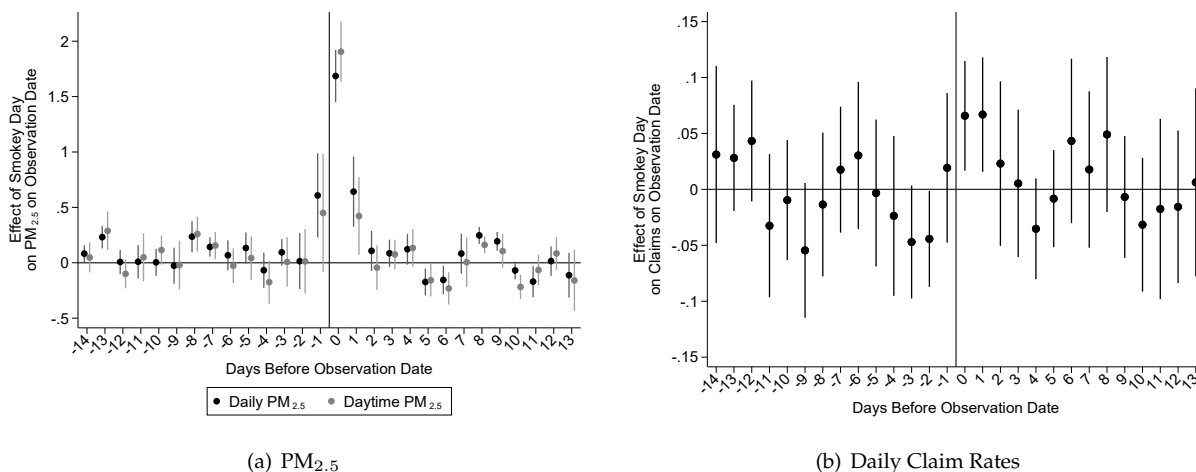 Effect of Smokey Day
on PM2.5 on Observation Date
2
1.5
1
.5
0
-.5
-14 -13 -12 -11 -10 -9 -8 -7 -6 -5 -4 -3 -2 -1 0 1 2 3 4 5 6 7 8 9 10 11 12 13
Days Before Observation Date
Daily PM2.5 Daytime PM2.5
(a) PM2.5
Effect of Smokey Day
on Claims on Observation Date
.15
.1
.05
0
-.05
-.1
-.15
-14 -13 -12 -11 -10 -9 -8 -7 -6 -5 -4 -3 -2 -1 0 1 2 3 4 5 6 7 8 9 10 11 12 13
Days Before Observation Date
(b) Daily Claim Rates